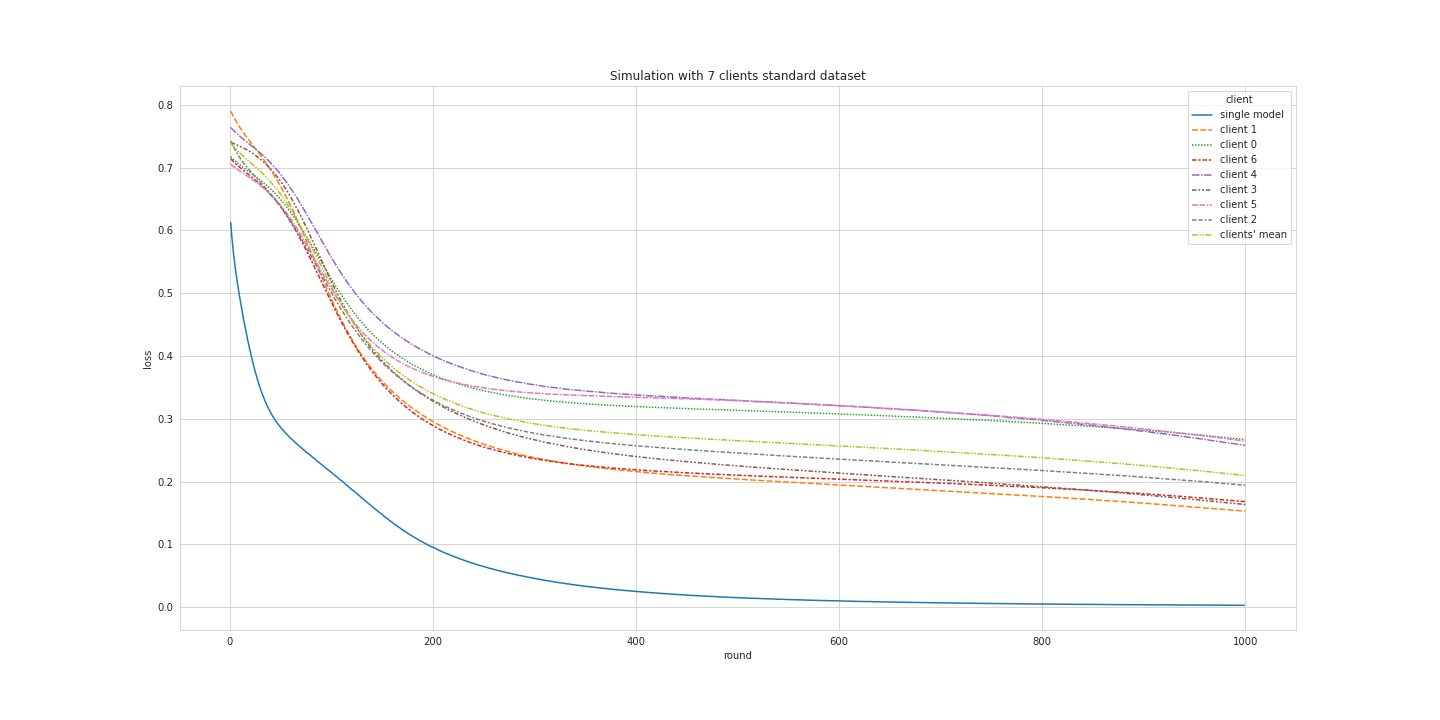 Simulation with 7 clients standard dataset
client
single model
client 1
client 0
client 6
client 4
client 3
client 5
client 2
clients' mean
loss
0.8
0.7
0.6
0.5
0.4
0.3
0.2
0.1
0.0
0 200 400 600 800 1000
round